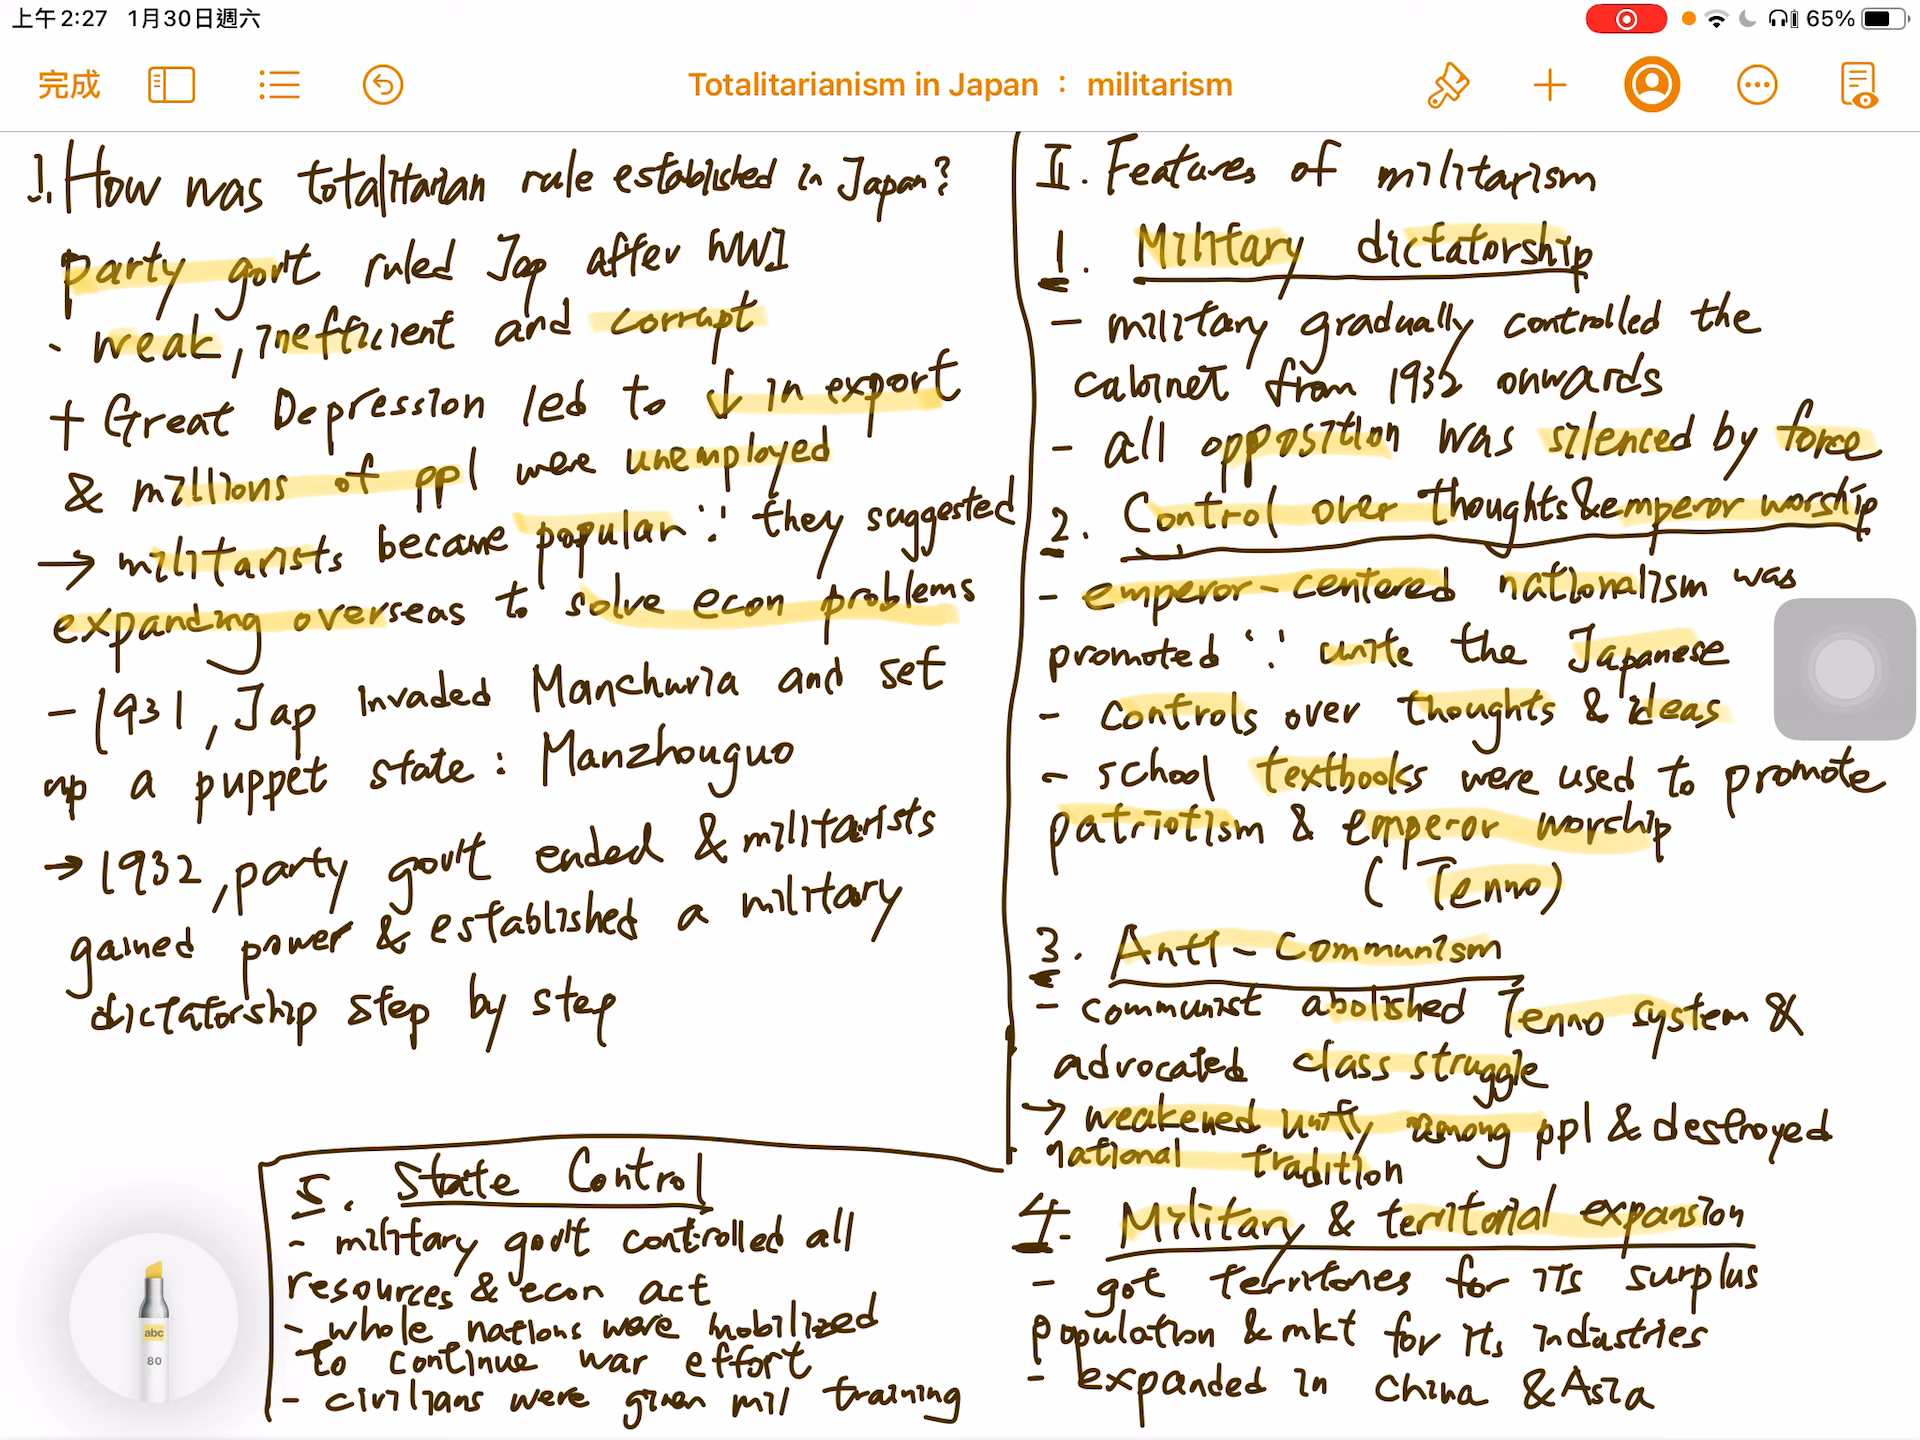 上午2:27 1月30日週六
65%
完成
Totalitarianism in Japan : militarism
I. How was totalitarian rule established in Japan?
party gov't ruled Jap after WWI
- weak, inefficient and corrupt
+ Great Depression led to ↓ in export
& millions of ppl were unemployed
→ militarists became popular ∵ they suggested
expanding overseas to solve econ problems
- 1931, Jap invaded Manchuria and set
up a puppet state : Manzhouguo
→ 1932, party gov't ended & militarists
gained power & established a military
dictatorship step by step
II. Features of militarism
1. Military dictatorship
- military gradually controlled the
cabinet from 1932 onwards
- all opposition was silenced by force
2. Control over thoughts & emperor worship
- emperor-centered nationalism was
promoted ∵ unite the Japanese
- controls over thoughts & ideas
- school textbooks were used to promote
patriotism & emperor worship
(Tenno)
3. Anti-Communism
- communist abolished Tenno system &
advocated class struggle
→ weakened unity among ppl & destroyed
national tradition
4. Military & territorial expansion
- got territories for its surplus
population & mkt for its industries
- expanded in China & Asia
5. State Control
- military gov't controlled all
resources & econ act
- whole nations were mobilized
to continue war effort
- civilians were given mil training
abc
80